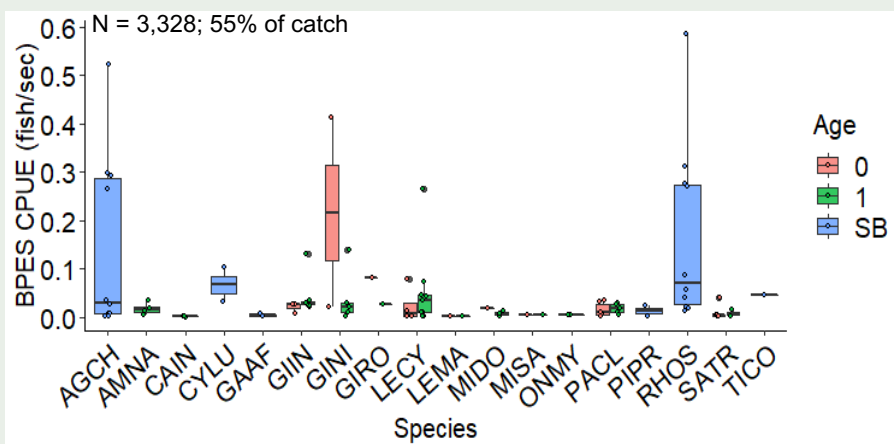 N = 3,328; 55% of catch
BPES CPUE (fish/sec)
0.6
0.5
0.4
0.3
0.2
0.1
0.0
AGCH
AMNA
CAIN
CYLU
GAAF
GIIN
GINI
GIRO
LECY
LEMA
MIDO
MISA
ONMY
PACL
PIPR
RHOS
SATR
TICO
Species
Age
0
1
SB